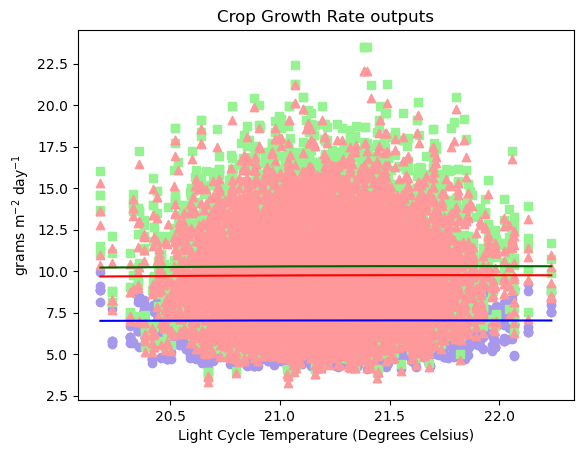 Crop Growth Rate outputs
grams m⁻² day⁻¹
22.5
20.0
17.5
15.0
12.5
10.0
7.5
5.0
2.5
20.5 21.0 21.5 22.0
Light Cycle Temperature (Degrees Celsius)